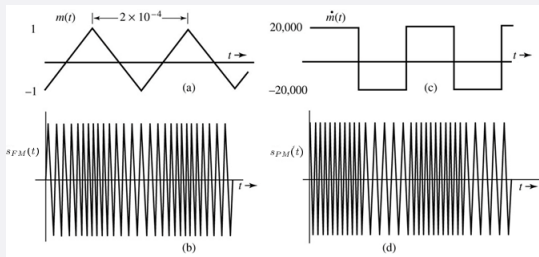 m(t)
2 × 10⁻⁴
1
t
−1
(a)
ṁ(t)
20,000
t
−20,000
(c)
s_FM(t)
t
(b)
s_PM(t)
t
(d)